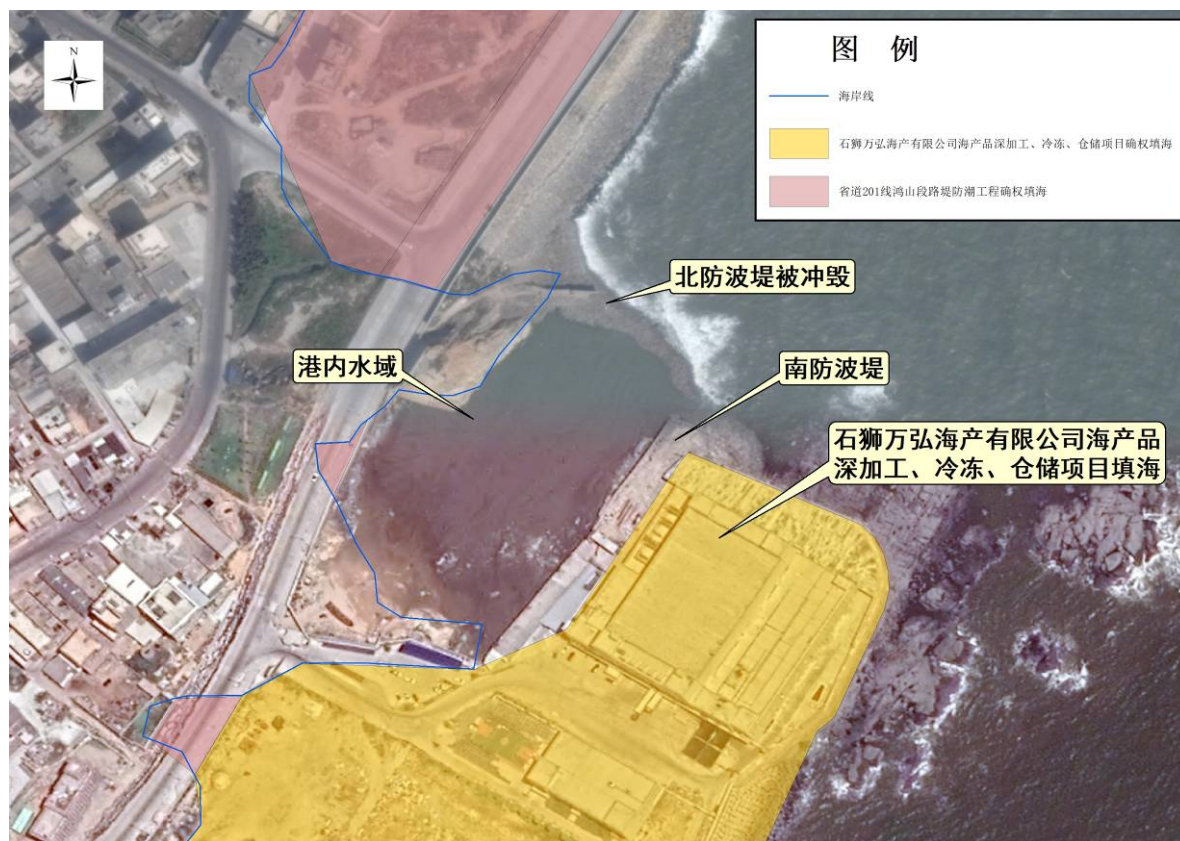 N
图 例
海岸线
石狮万弘海产有限公司海产品深加工、冷冻、仓储项目确权填海
省道201线鸿山段路堤防潮工程确权填海
北防波堤被冲毁
港内水域
南防波堤
石狮万弘海产有限公司海产品
深加工、冷冻、仓储项目填海